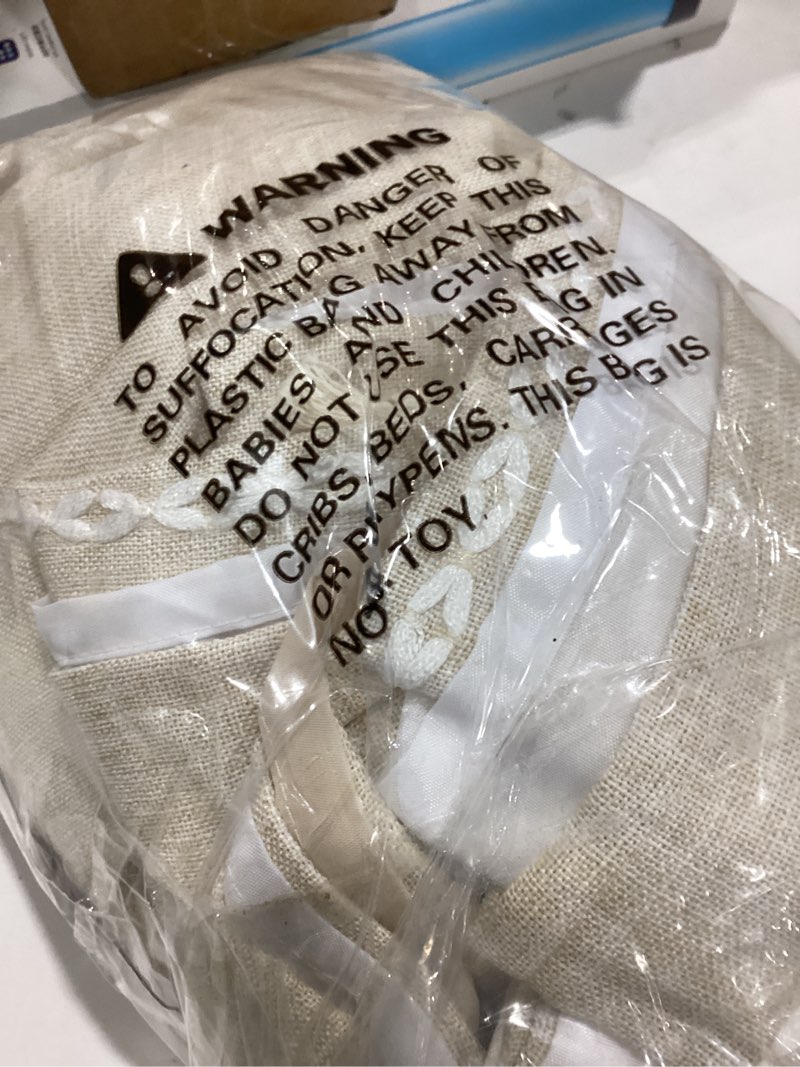 WARNING
TO AVOID DANGER OF
SUFFOCATION, KEEP THIS
PLASTIC BAG AWAY FROM
BABIES AND CHILDREN.
DO NOT USE THIS BAG IN
CRIBS, BEDS, CARRIAGES
OR PLAYPENS. THIS BAG IS
NOT TOY.